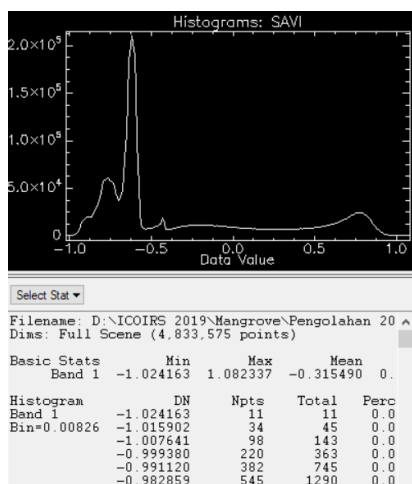 Histograms: SAVI
2.0×10⁵
1.5×10⁵
1.0×10⁵
5.0×10⁴
0
-1.0 -0.5 0.0 0.5 1.0
Data Value
Select Stat
Filename: D:\ICOIRS 2019\Mangrove\Pengolahan 20
Dims: Full Scene (4,833,575 points)
Basic Stats Min Max Mean
Band 1 -1.024163 1.082337 -0.315490 0.
Histogram DN Npts Total Perc
Band 1 -1.024163 11 11 0.0
Bin=0.00826 -1.015902 34 45 0.0
-1.007641 98 143 0.0
-0.999380 220 363 0.0
-0.991120 382 745 0.0
-0.982859 545 1290 0.0